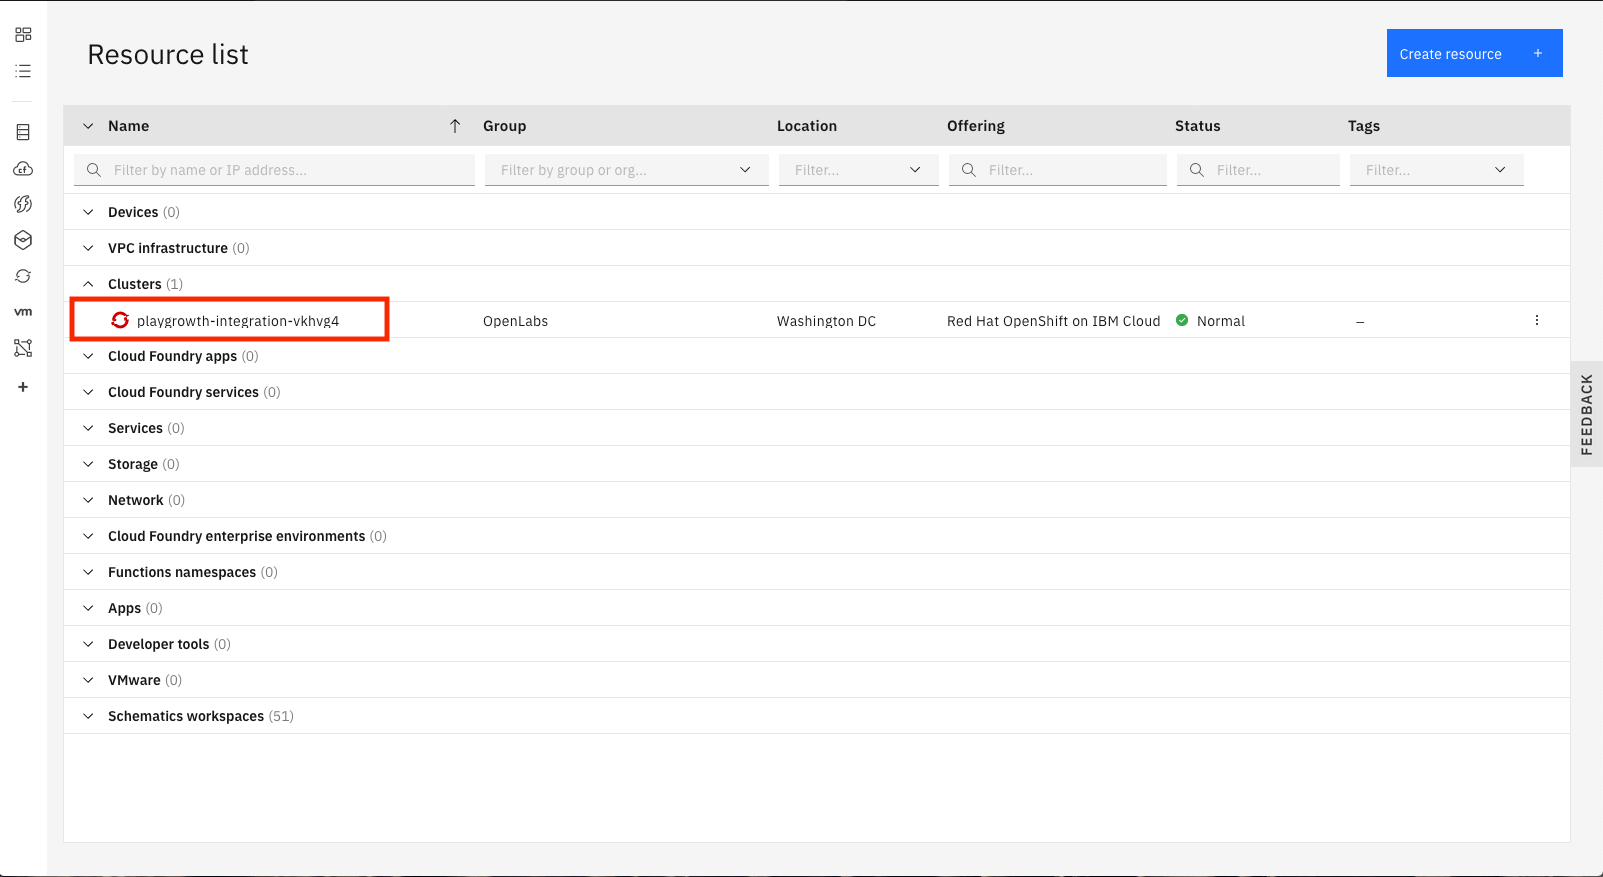 Resource list
Create resource +
Name Group Location Offering Status Tags
Filter by name or IP address... Filter by group or org... Filter... Filter... Filter... Filter...
Devices (0)
VPC infrastructure (0)
Clusters (1)
playgrowth-integration-vkhvg4 OpenLabs Washington DC Red Hat OpenShift on IBM Cloud Normal –
Cloud Foundry apps (0)
Cloud Foundry services (0)
Services (0)
Storage (0)
Network (0)
Cloud Foundry enterprise environments (0)
Functions namespaces (0)
Apps (0)
Developer tools (0)
VMware (0)
Schematics workspaces (51)
cf
vm
FEEDBACK